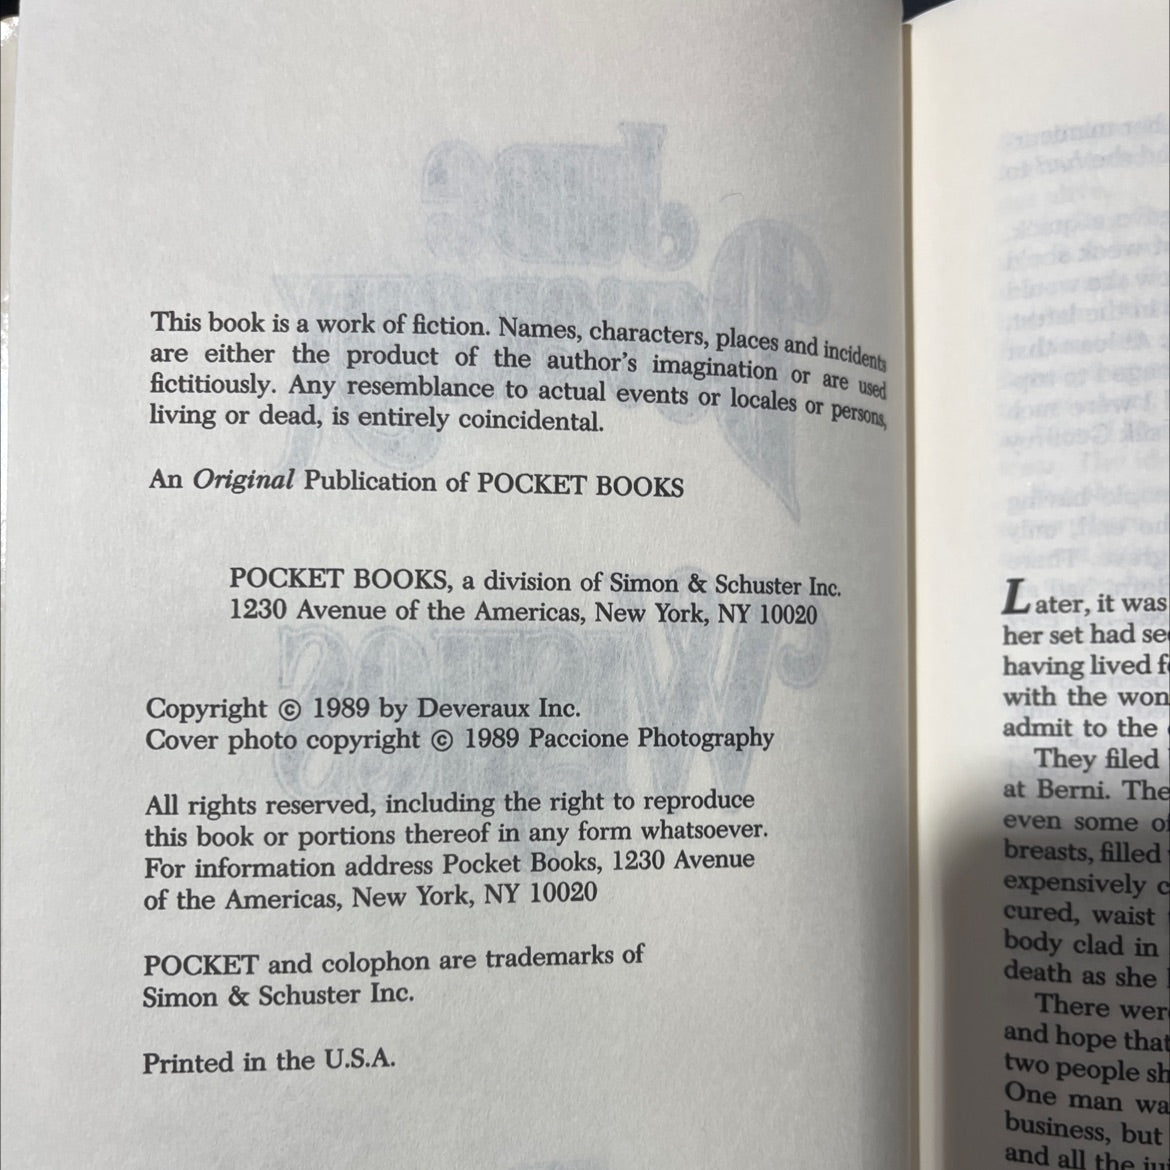 This book is a work of fiction. Names, characters, places and incidents
are either the product of the author's imagination or are used
fictitiously. Any resemblance to actual events or locales or persons,
living or dead, is entirely coincidental.
An Original Publication of POCKET BOOKS
POCKET BOOKS, a division of Simon & Schuster Inc.
1230 Avenue of the Americas, New York, NY 10020
Copyright © 1989 by Deveraux Inc.
Cover photo copyright © 1989 Paccione Photography
All rights reserved, including the right to reproduce
this book or portions thereof in any form whatsoever.
For information address Pocket Books, 1230 Avenue
of the Americas, New York, NY 10020
POCKET and colophon are trademarks of
Simon & Schuster Inc.
Printed in the U.S.A.
Later, it was
her set had
having lived
with the
admit to the
They filed
at Berni. The
even some
breasts, filled
expensively
cured, waist
body clad in
death as she
There
and hope that
two people
One man
business, but
and all the